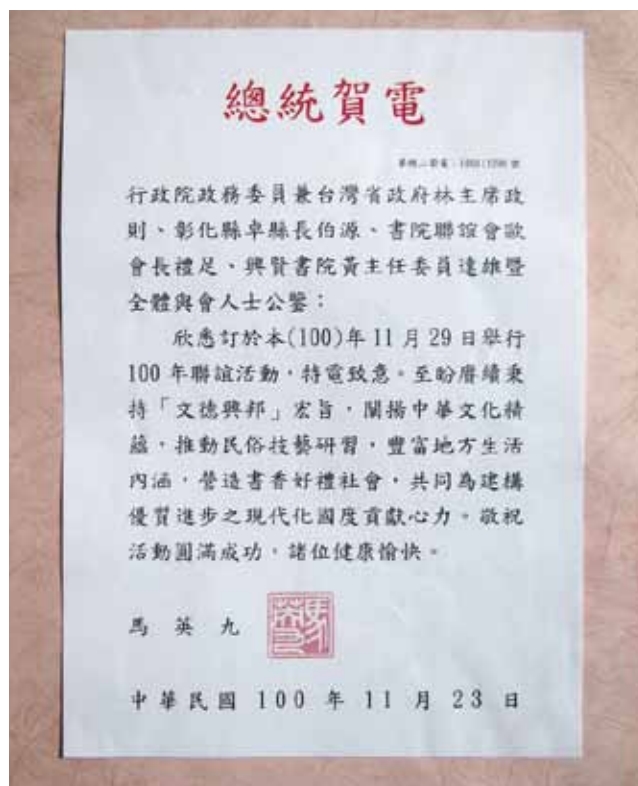 總統賀電
行政院政務委員兼台灣省政府林主席政
則、彰化縣卓縣長伯源、書院聯誼會歐
會長禮足、興賢書院黃主任委員達雄暨
全體與會人士公鑒：
欣悉訂於本(100)年11月29日舉行
100年聯誼活動，特電致意。至盼賡續秉
持「文德興邦」宏旨，闡揚中華文化精
蘊，推動民俗技藝研習，豐富地方生活
內涵，營造書香好禮社會，共同為建構
優質進步之現代化國度貢獻心力。敬祝
活動圓滿成功，諸位健康愉快。
馬英九
中華民國100年11月23日